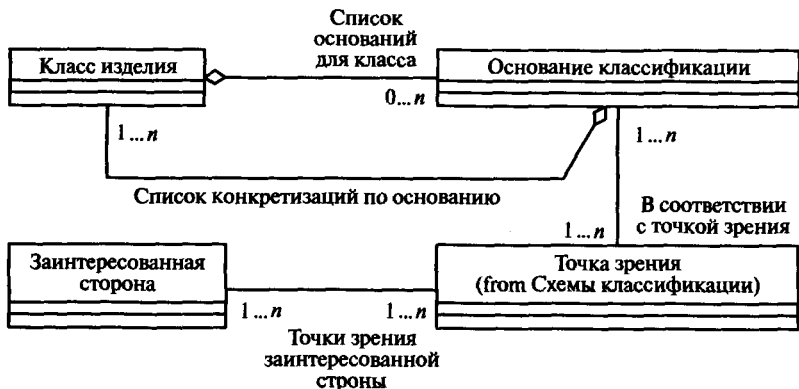 Список
оснований
для класса
Класс изделия
Основание классификации
0...n
1...n
1...n
Список конкретизаций по основанию
В соответствии
с точкой зрения
1...n
Заинтересованная
сторона
Точка зрения
(from Схемы классификации)
1...n
1...n
Точки зрения
заинтересованной
строны